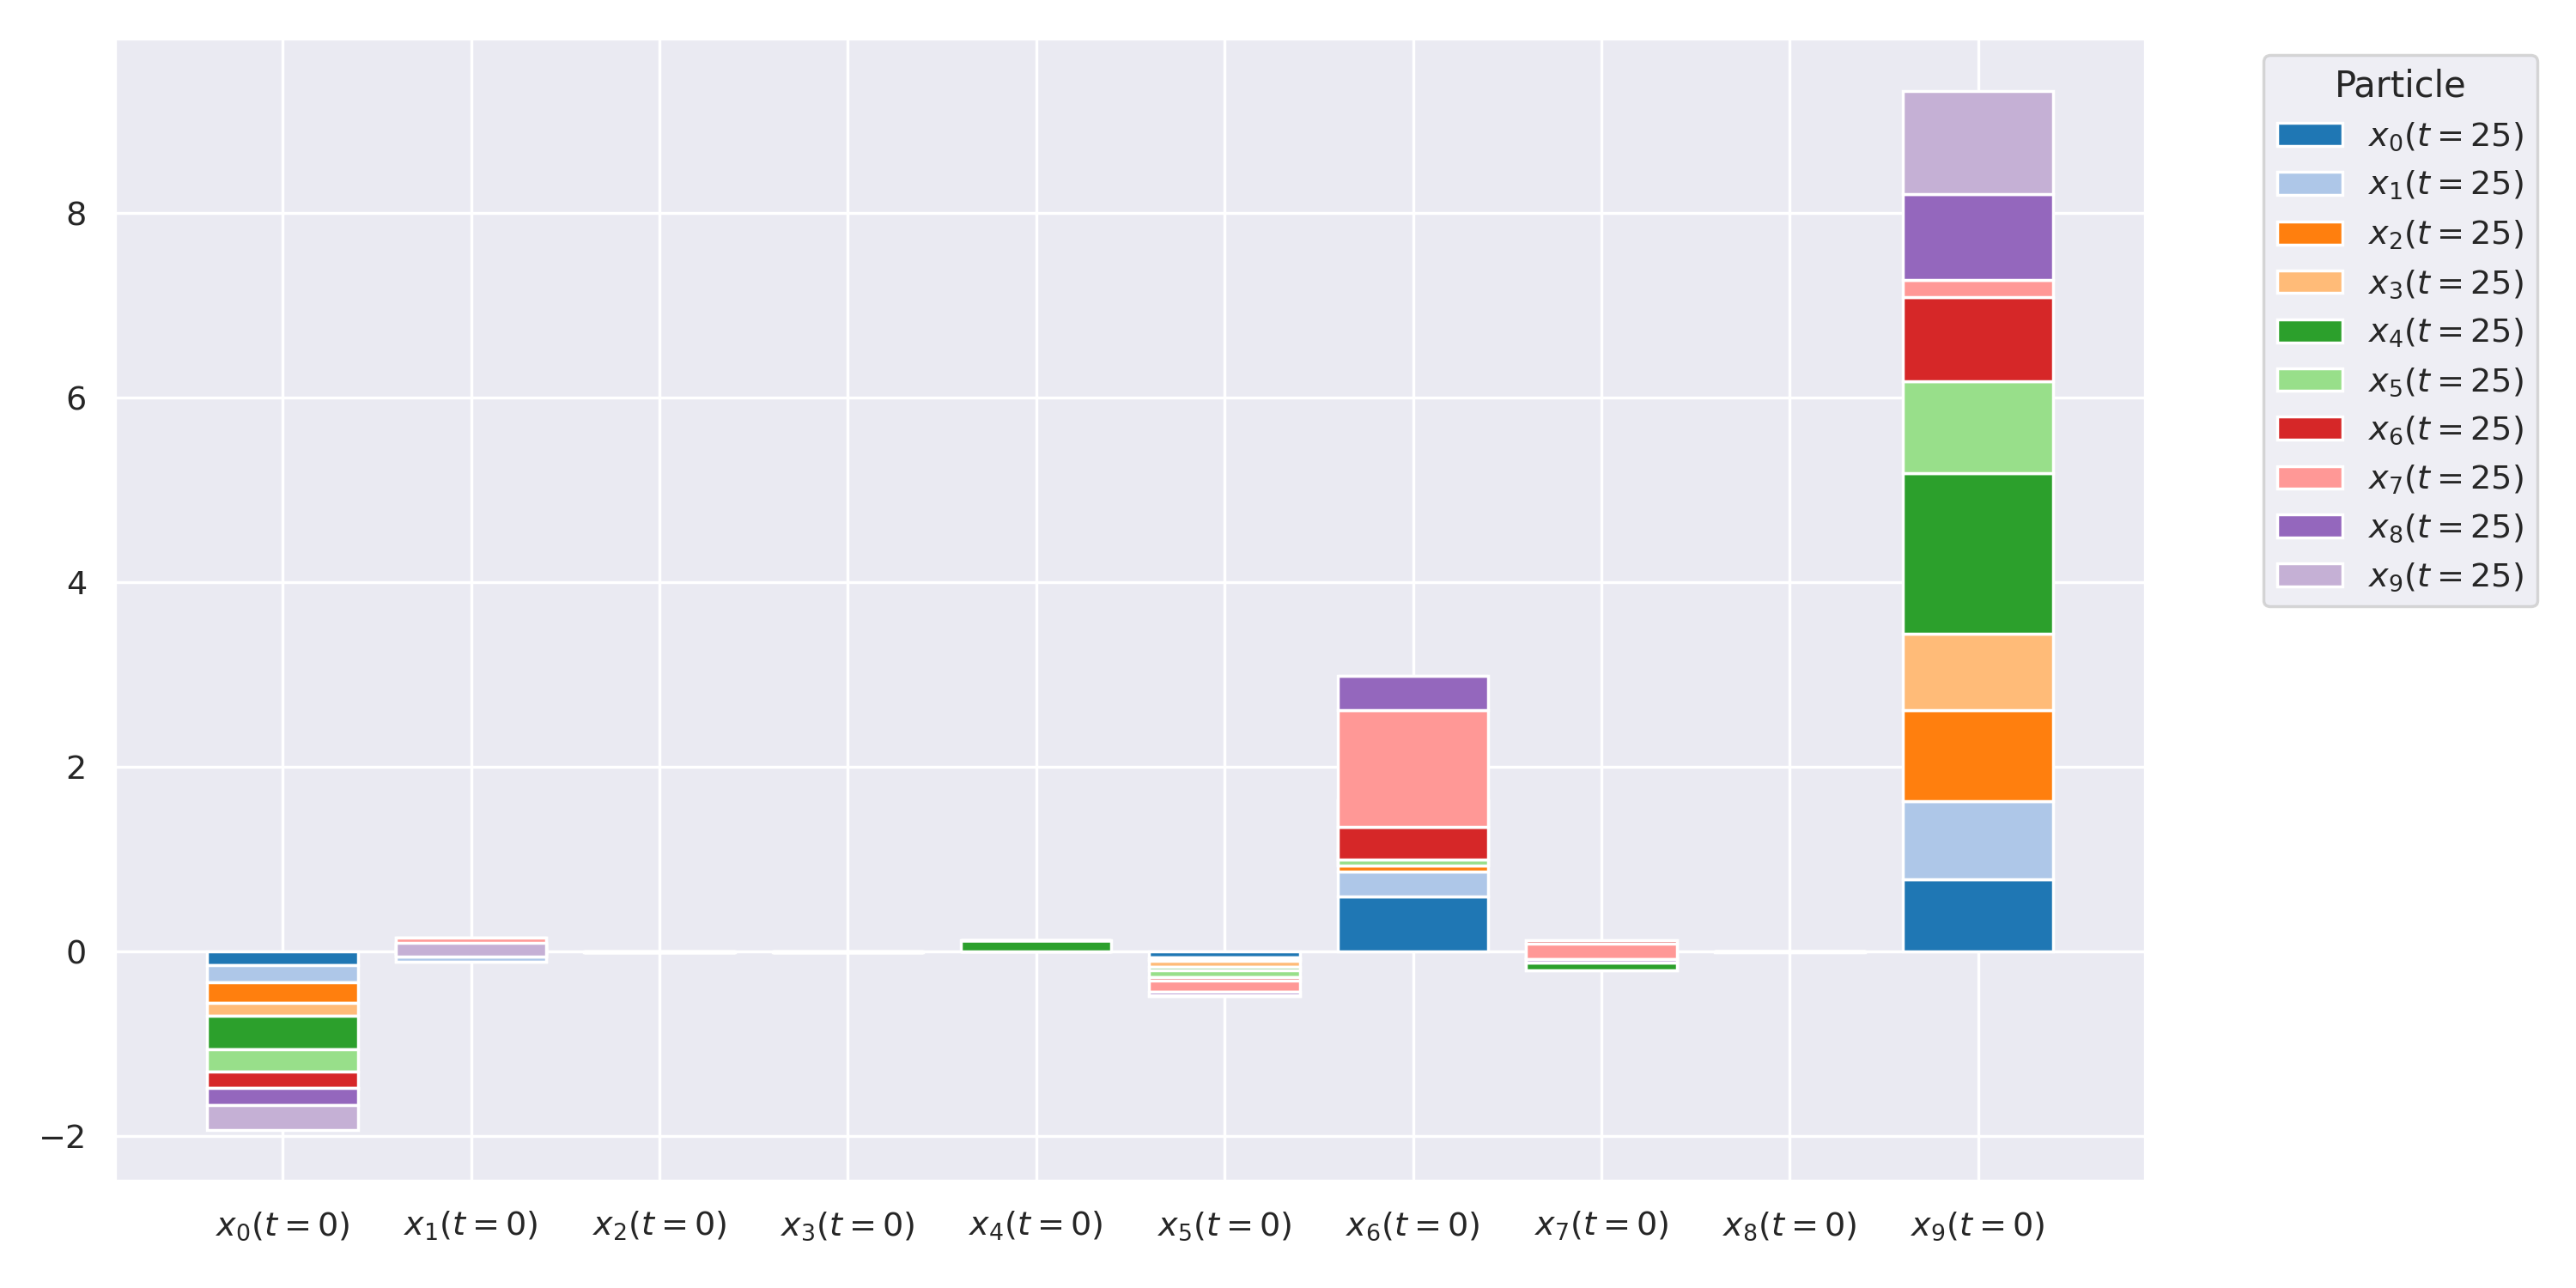 Particle
x₀(t = 25)
x₁(t = 25)
x₂(t = 25)
x₃(t = 25)
x₄(t = 25)
x₅(t = 25)
x₆(t = 25)
x₇(t = 25)
x₈(t = 25)
x₉(t = 25)
8
6
4
2
0
−2
x₀(t = 0) x₁(t = 0) x₂(t = 0) x₃(t = 0) x₄(t = 0) x₅(t = 0) x₆(t = 0) x₇(t = 0) x₈(t = 0) x₉(t = 0)